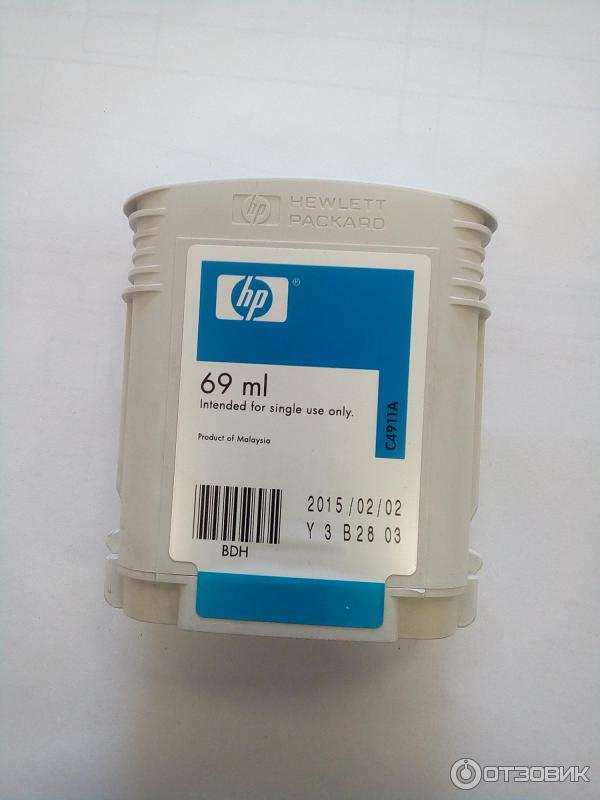 hp HEWLETT
PACKARD
hp ®
69 ml
Intended for single use only.
Product of Malaysia
C4911A
2015/02/02
Y 3 B28 03
BDH
ОТЗОВИК